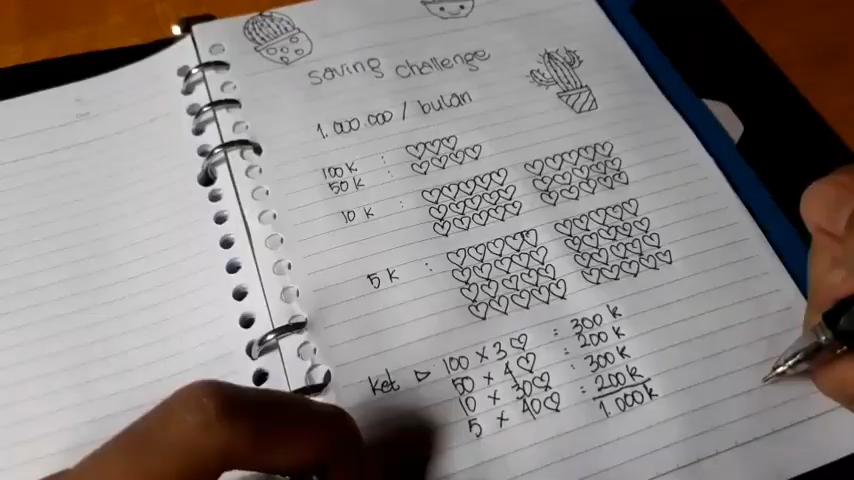 saving challenge
1.000.000 / bulan
100 K :
50 K :
10 K :
5 K :
Ket ▷ 100 x 3 ♡ : 300 k
50 x 4 ♡ : 200 k
10 x 30 ♡ : 300 k
5 x 40 ♡ : 200 k
1.000 k